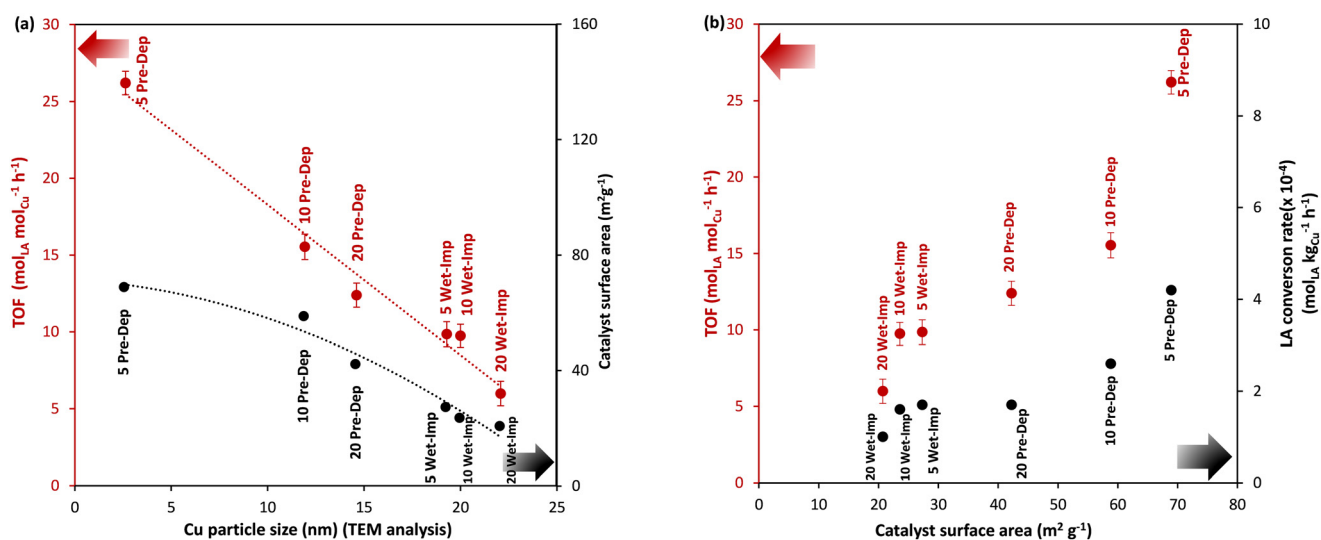 (a)
30
25
20
15
10
5
0
TOF (mol_LA mol_Cu⁻¹ h⁻¹)
5 Pre-Dep
10 Pre-Dep
20 Pre-Dep
5 Wet-Imp
10 Wet-Imp
20 Wet-Imp
5 Pre-Dep
10 Pre-Dep
20 Pre-Dep
5 Wet-Imp
10 Wet-Imp
20 Wet-Imp
160
120
80
40
0
Catalyst surface area (m²g⁻¹)
0 5 10 15 20 25
Cu particle size (nm) (TEM analysis)
(b)
30
25
20
15
10
5
0
TOF (mol_LA mol_Cu⁻¹ h⁻¹)
20 Wet-Imp
10 Wet-Imp
5 Wet-Imp
20 Pre-Dep
10 Pre-Dep
5 Pre-Dep
20 Wet-Imp
10 Wet-Imp
5 Wet-Imp
20 Pre-Dep
10 Pre-Dep
5 Pre-Dep
10
8
6
4
2
0
LA converson rate(x 10⁻⁴)
(mol_LA kg_Cu⁻¹ h⁻¹)
0 10 20 30 40 50 60 70 80
Catalyst surface area (m² g⁻¹)